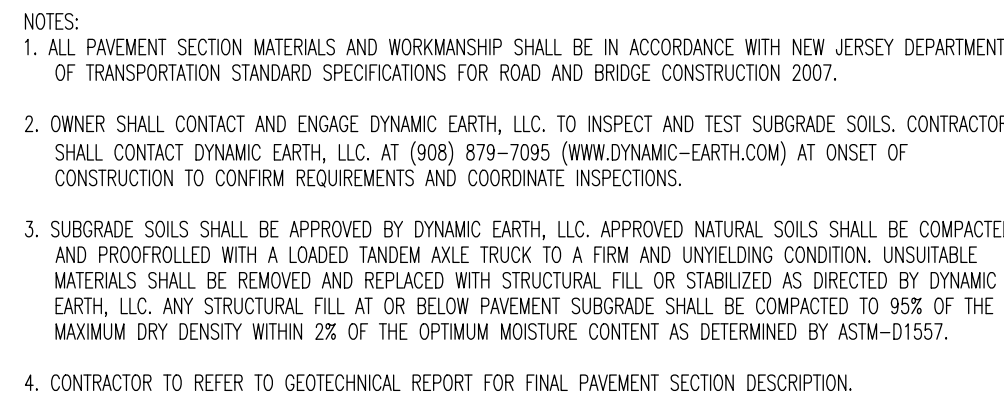 NOTES:
1. ALL PAVEMENT SECTION MATERIALS AND WORKMANSHIP SHALL BE IN ACCORDANCE WITH NEW JERSEY DEPARTMENT
OF TRANSPORTATION STANDARD SPECIFICATIONS FOR ROAD AND BRIDGE CONSTRUCTION 2007.
2. OWNER SHALL CONTACT AND ENGAGE DYNAMIC EARTH, LLC. TO INSPECT AND TEST SUBGRADE SOILS. CONTRACTOR
SHALL CONTACT DYNAMIC EARTH, LLC. AT (908) 879-7095 (WWW.DYNAMIC-EARTH.COM) AT ONSET OF
CONSTRUCTION TO CONFIRM REQUIREMENTS AND COORDINATE INSPECTIONS.
3. SUBGRADE SOILS SHALL BE APPROVED BY DYNAMIC EARTH, LLC. APPROVED NATURAL SOILS SHALL BE COMPACTED
AND PROOFROLLED WITH A LOADED TANDEM AXLE TRUCK TO A FIRM AND UNYIELDING CONDITION. UNSUITABLE
MATERIALS SHALL BE REMOVED AND REPLACED WITH STRUCTURAL FILL OR STABILIZED AS DIRECTED BY DYNAMIC
EARTH, LLC. ANY STRUCTURAL FILL AT OR BELOW PAVEMENT SUBGRADE SHALL BE COMPACTED TO 95% OF THE
MAXIMUM DRY DENSITY WITHIN 2% OF THE OPTIMUM MOISTURE CONTENT AS DETERMINED BY ASTM-D1557.
4. CONTRACTOR TO REFER TO GEOTECHNICAL REPORT FOR FINAL PAVEMENT SECTION DESCRIPTION.